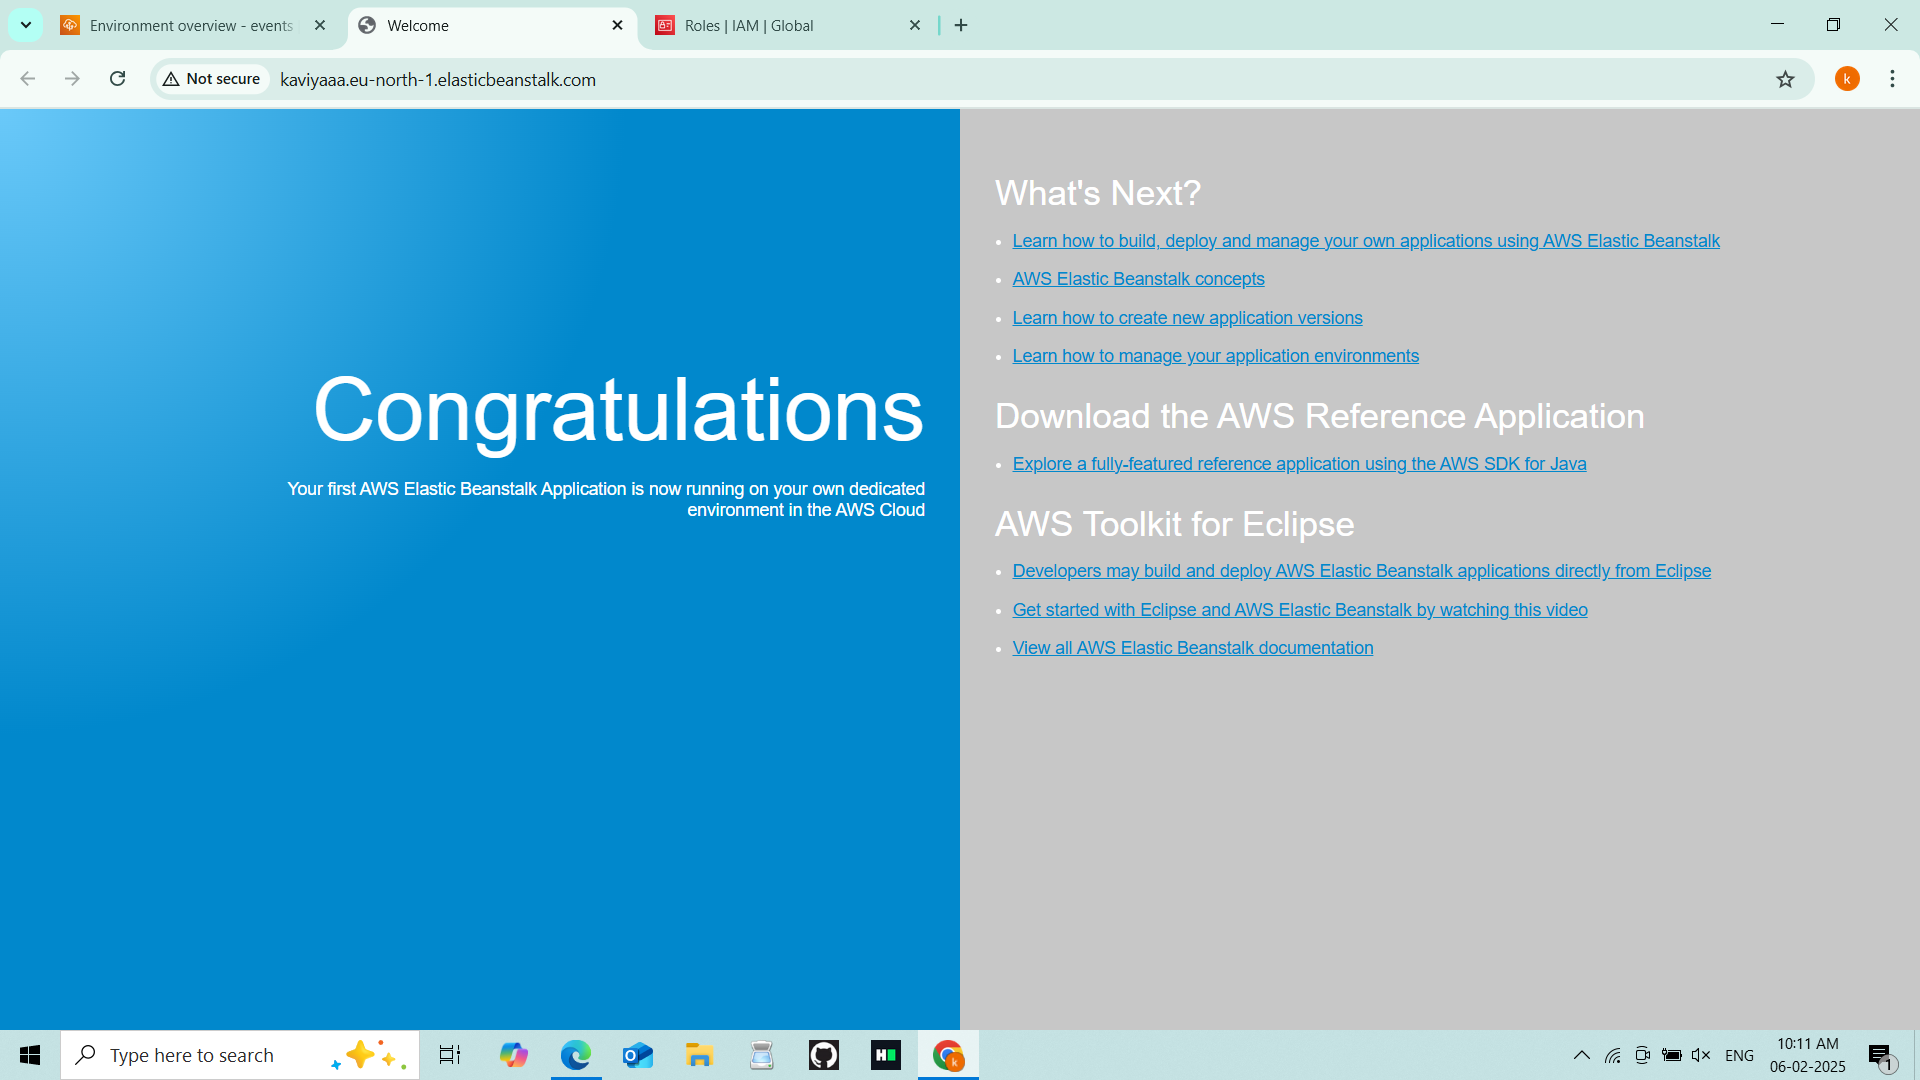 Environment overview - events
Welcome
Roles | IAM | Global
Not secure
kaviyaaa.eu-north-1.elasticbeanstalk.com
k
Congratulations
Your first AWS Elastic Beanstalk Application is now running on your own dedicated
environment in the AWS Cloud
What's Next?
Learn how to build, deploy and manage your own applications using AWS Elastic Beanstalk
AWS Elastic Beanstalk concepts
Learn how to create new application versions
Learn how to manage your application environments
Download the AWS Reference Application
Explore a fully-featured reference application using the AWS SDK for Java
AWS Toolkit for Eclipse
Developers may build and deploy AWS Elastic Beanstalk applications directly from Eclipse
Get started with Eclipse and AWS Elastic Beanstalk by watching this video
View all AWS Elastic Beanstalk documentation
Type here to search
H
k
ENG
10:11 AM
06-02-2025
1